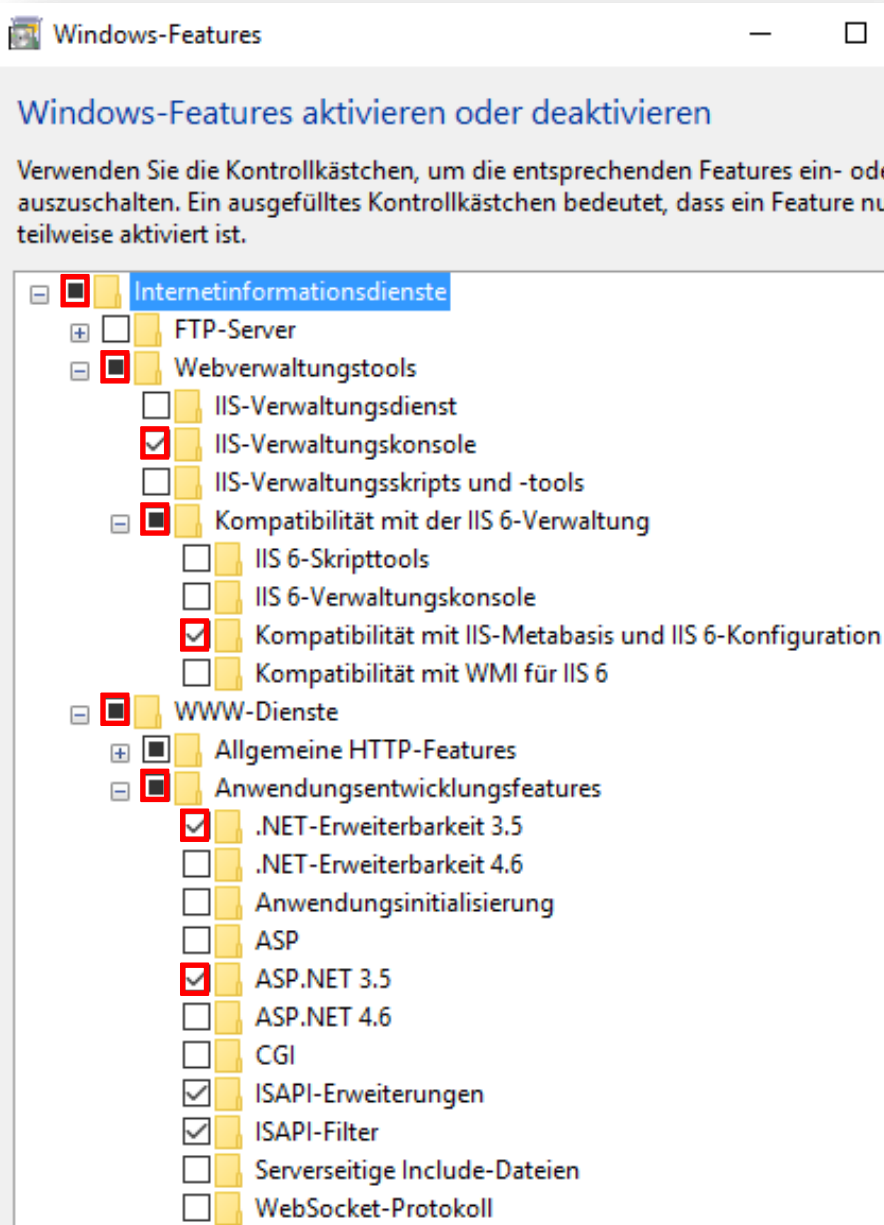 Windows-Features
Windows-Features aktivieren oder deaktivieren
Verwenden Sie die Kontrollkästchen, um die entsprechenden Features ein- ode
auszuschalten. Ein ausgefülltes Kontrollkästchen bedeutet, dass ein Feature nu
teilweise aktiviert ist.
Internetinformationsdienste
FTP-Server
Webverwaltungstools
IIS-Verwaltungsdienst
IIS-Verwaltungskonsole
IIS-Verwaltungsskripts und -tools
Kompatibilität mit der IIS 6-Verwaltung
IIS 6-Skripttools
IIS 6-Verwaltungskonsole
Kompatibilität mit IIS-Metabasis und IIS 6-Konfiguration
Kompatibilität mit WMI für IIS 6
WWW-Dienste
Allgemeine HTTP-Features
Anwendungsentwicklungsfeatures
.NET-Erweiterbarkeit 3.5
.NET-Erweiterbarkeit 4.6
Anwendungsinitialisierung
ASP
ASP.NET 3.5
ASP.NET 4.6
CGI
ISAPI-Erweiterungen
ISAPI-Filter
Serverseitige Include-Dateien
WebSocket-Protokoll